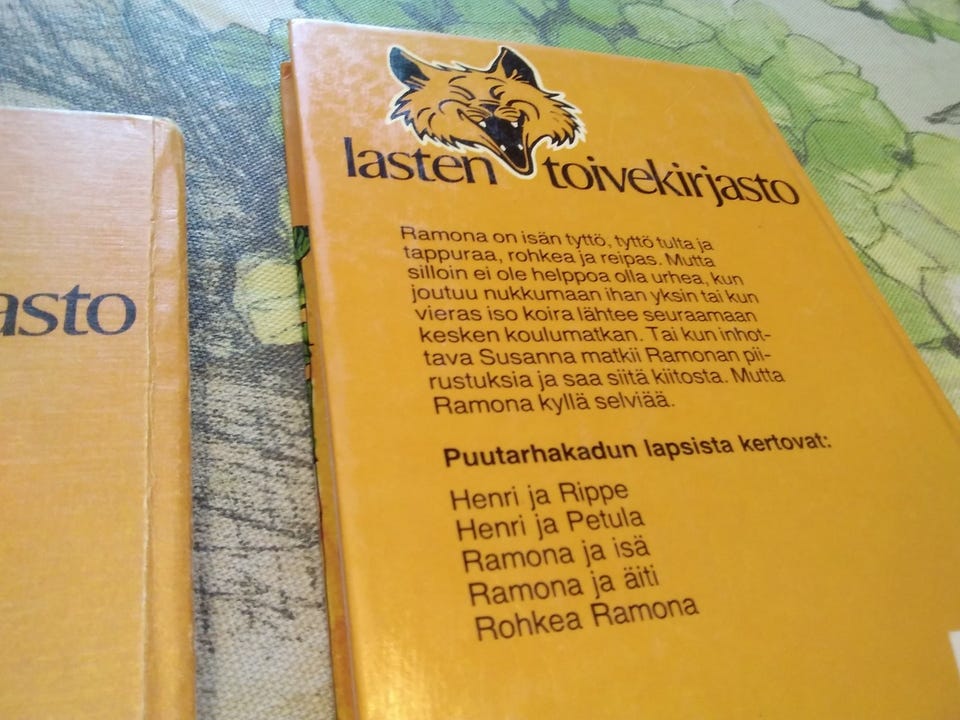 asto
lasten toivekirjasto
Ramona on isän tyttö, tyttö tulta ja
tappuraa, rohkea ja reipas. Mutta
silloin ei ole helppoa olla urhea, kun
joutuu nukkumaan ihan yksin tai kun
vieras iso koira lähtee seuraamaan
kesken koulumatkan. Tai kun inhot-
tava Susanna matkii Ramonan pii-
rustuksia ja saa siitä kiitosta. Mutta
Ramona kyllä selviää.
Puutarhakadun lapsista kertovat:
Henri ja Rippe
Henri ja Petula
Ramona ja isä
Ramona ja äiti
Rohkea Ramona